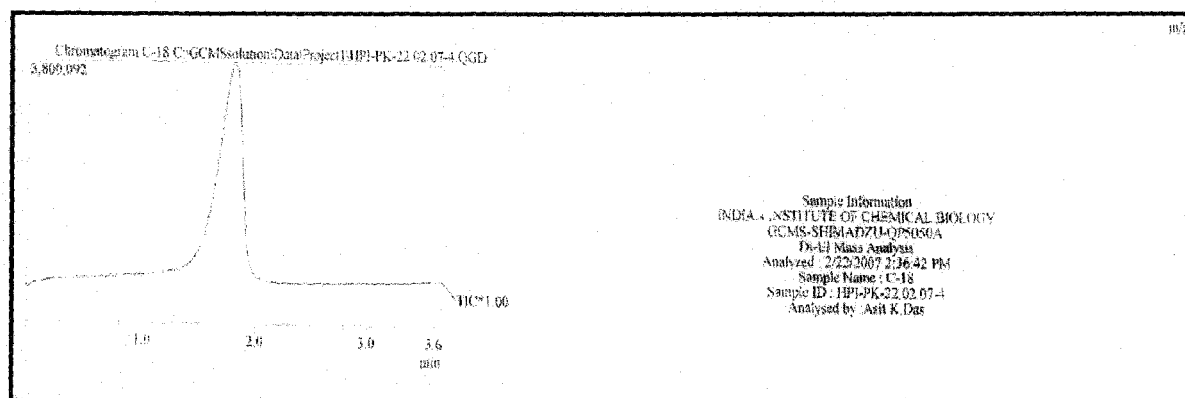 m/z
Chromatogram C-18 C:\GCMSsolution\Data\Project1\HPI-PK-22.02.07-4.QGD
3,800,092
TIC*1.00
1.0 2.0 3.0 3.6
min
Sample Information
INSTITUTE OF CHEMICAL BIOLOGY
GCMS-SHIMADZU-QP5050A
DI-EI Mass Analysis
Analyzed : 2/22/2007 2:36:42 PM
Sample Name : C-18
Sample ID : HPI-PK-22.02.07-4
Analysed by :Asit K.Das